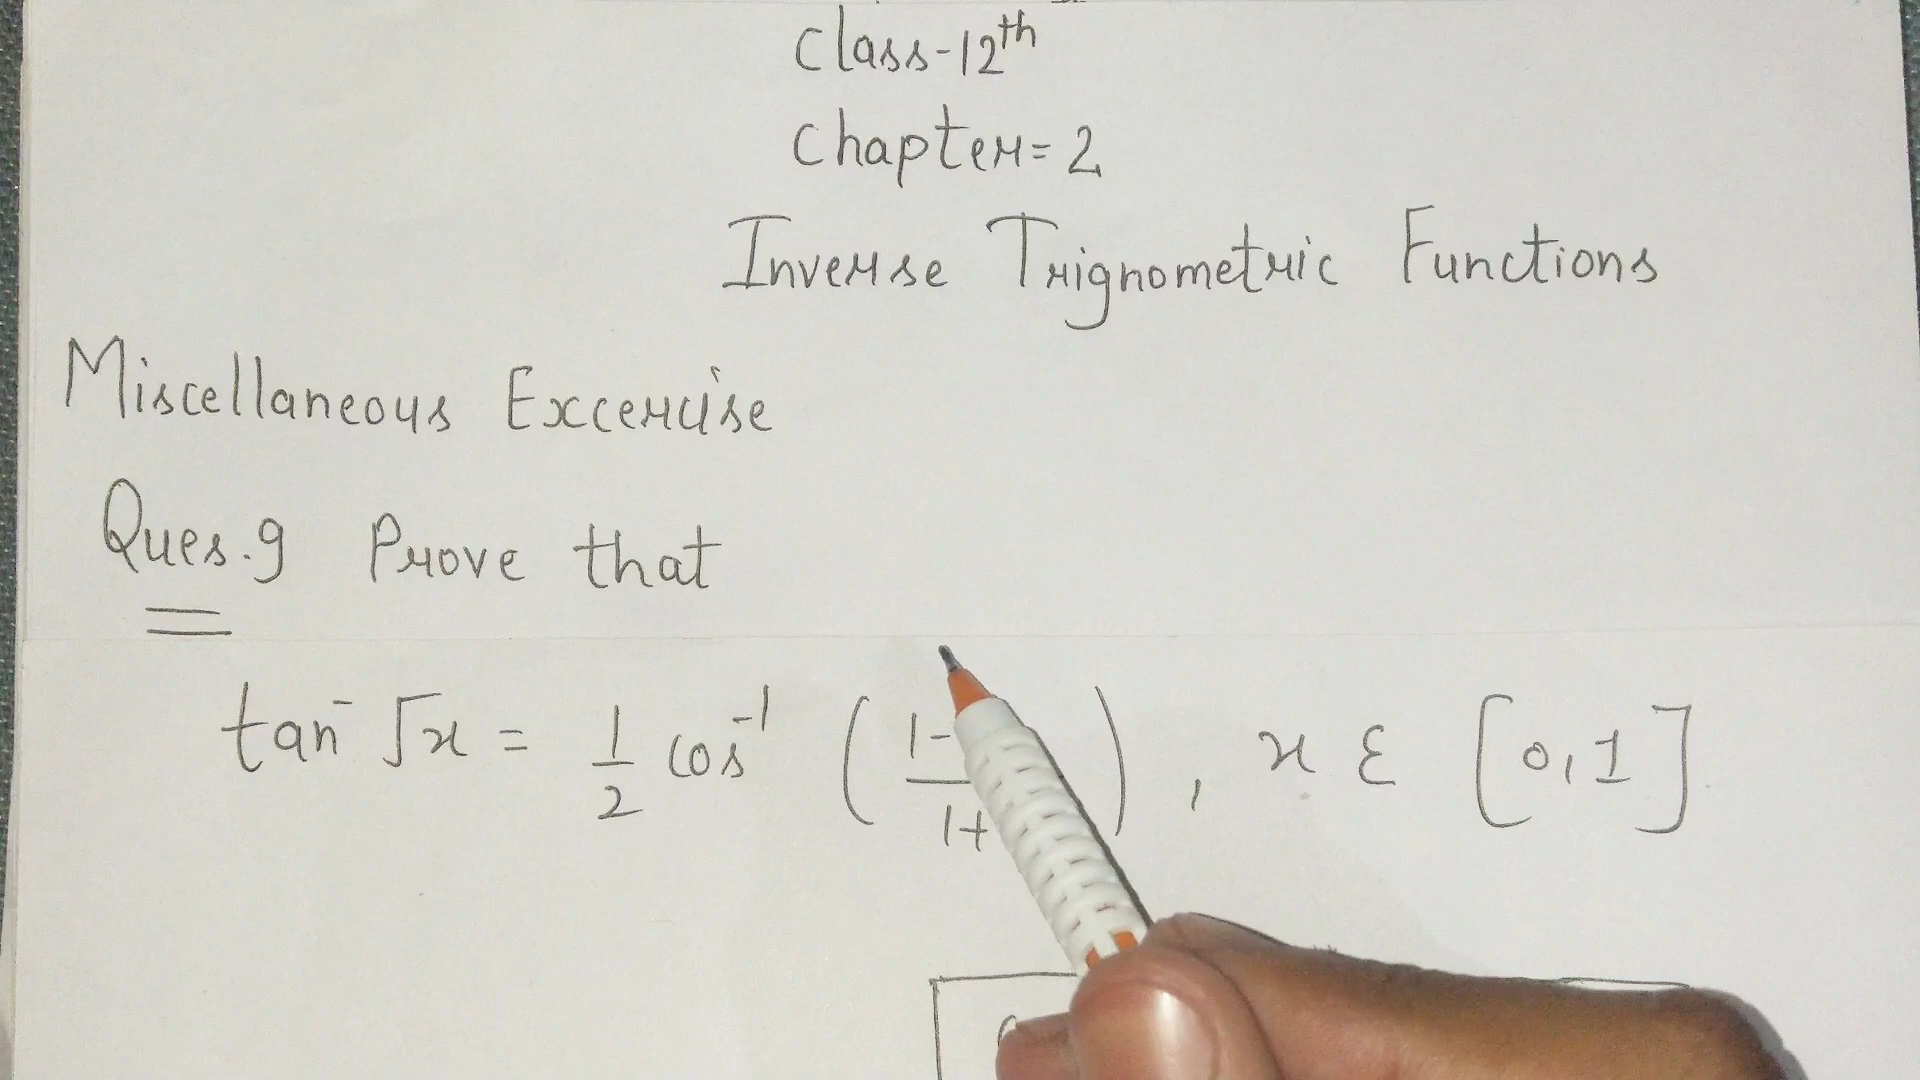 Class-12th
Chapter= 2
Inverse Trignometric Functions
Miscellaneous Excercise
Ques.9 Prove that
tan⁻ √x = 1/2 cos⁻¹ (1-/1+) , x ε [0,1]